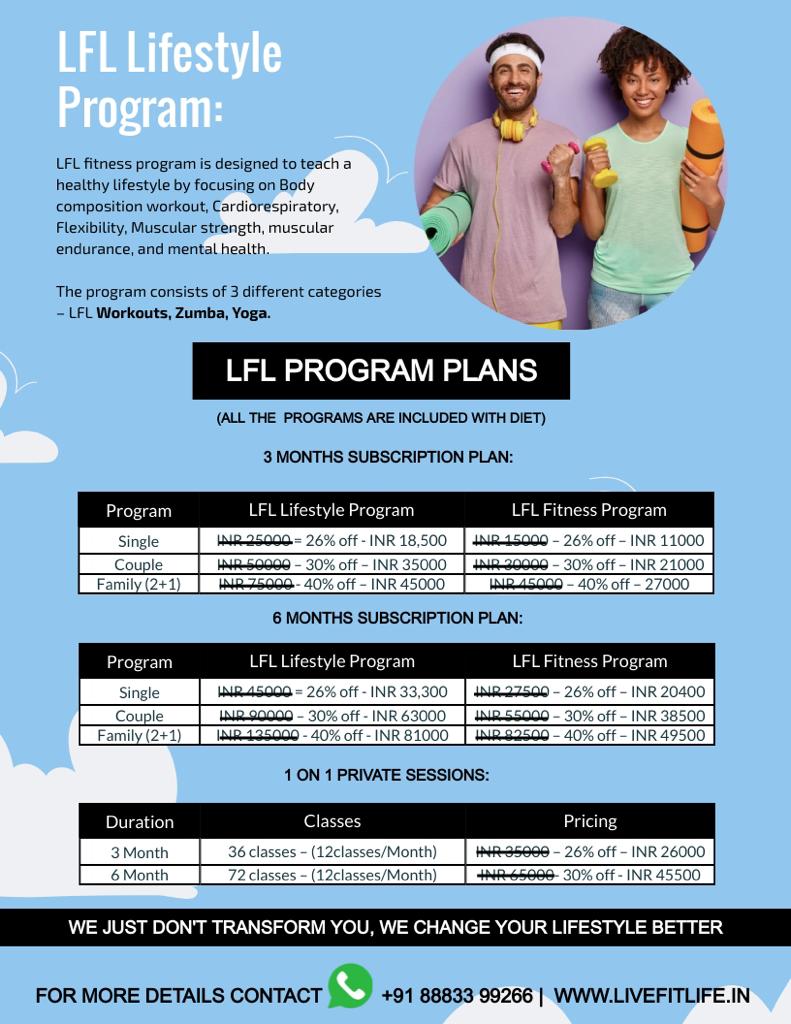 LFL Lifestyle
Program:
LFL fitness program is designed to teach a
healthy lifestyle by focusing on Body
composition workout, Cardiorespiratory,
Flexibility, Muscular strength, muscular
endurance, and mental health.
The program consists of 3 different categories
– LFL Workouts, Zumba, Yoga.
LFL PROGRAM PLANS
(ALL THE PROGRAMS ARE INCLUDED WITH DIET)
3 MONTHS SUBSCRIPTION PLAN:
Program LFL Lifestyle Program LFL Fitness Program
Single INR 25000 = 26% off - INR 18,500 INR 15000 – 26% off – INR 11000
Couple INR 50000 – 30% off – INR 35000 INR 30000 – 30% off – INR 21000
Family (2+1) INR 75000 - 40% off - INR 45000 INR 45000 – 40% off – 27000
6 MONTHS SUBSCRIPTION PLAN:
Program LFL Lifestyle Program LFL Fitness Program
Single INR 45000 = 26% off - INR 33,300 INR 27500 – 26% off – INR 20400
Couple INR 90000 – 30% off - INR 63000 INR 55000 – 30% off – INR 38500
Family (2+1) INR 135000 - 40% off - INR 81000 INR 82500 – 40% off – INR 49500
1 ON 1 PRIVATE SESSIONS:
Duration Classes Pricing
3 Month 36 classes – (12classes/Month) INR 35000 – 26% off – INR 26000
6 Month 72 classes – (12classes/Month) INR 65000- 30% off - INR 45500
WE JUST DON'T TRANSFORM YOU, WE CHANGE YOUR LIFESTYLE BETTER
FOR MORE DETAILS CONTACT +91 88833 99266 | WWW.LIVEFITLIFE.IN